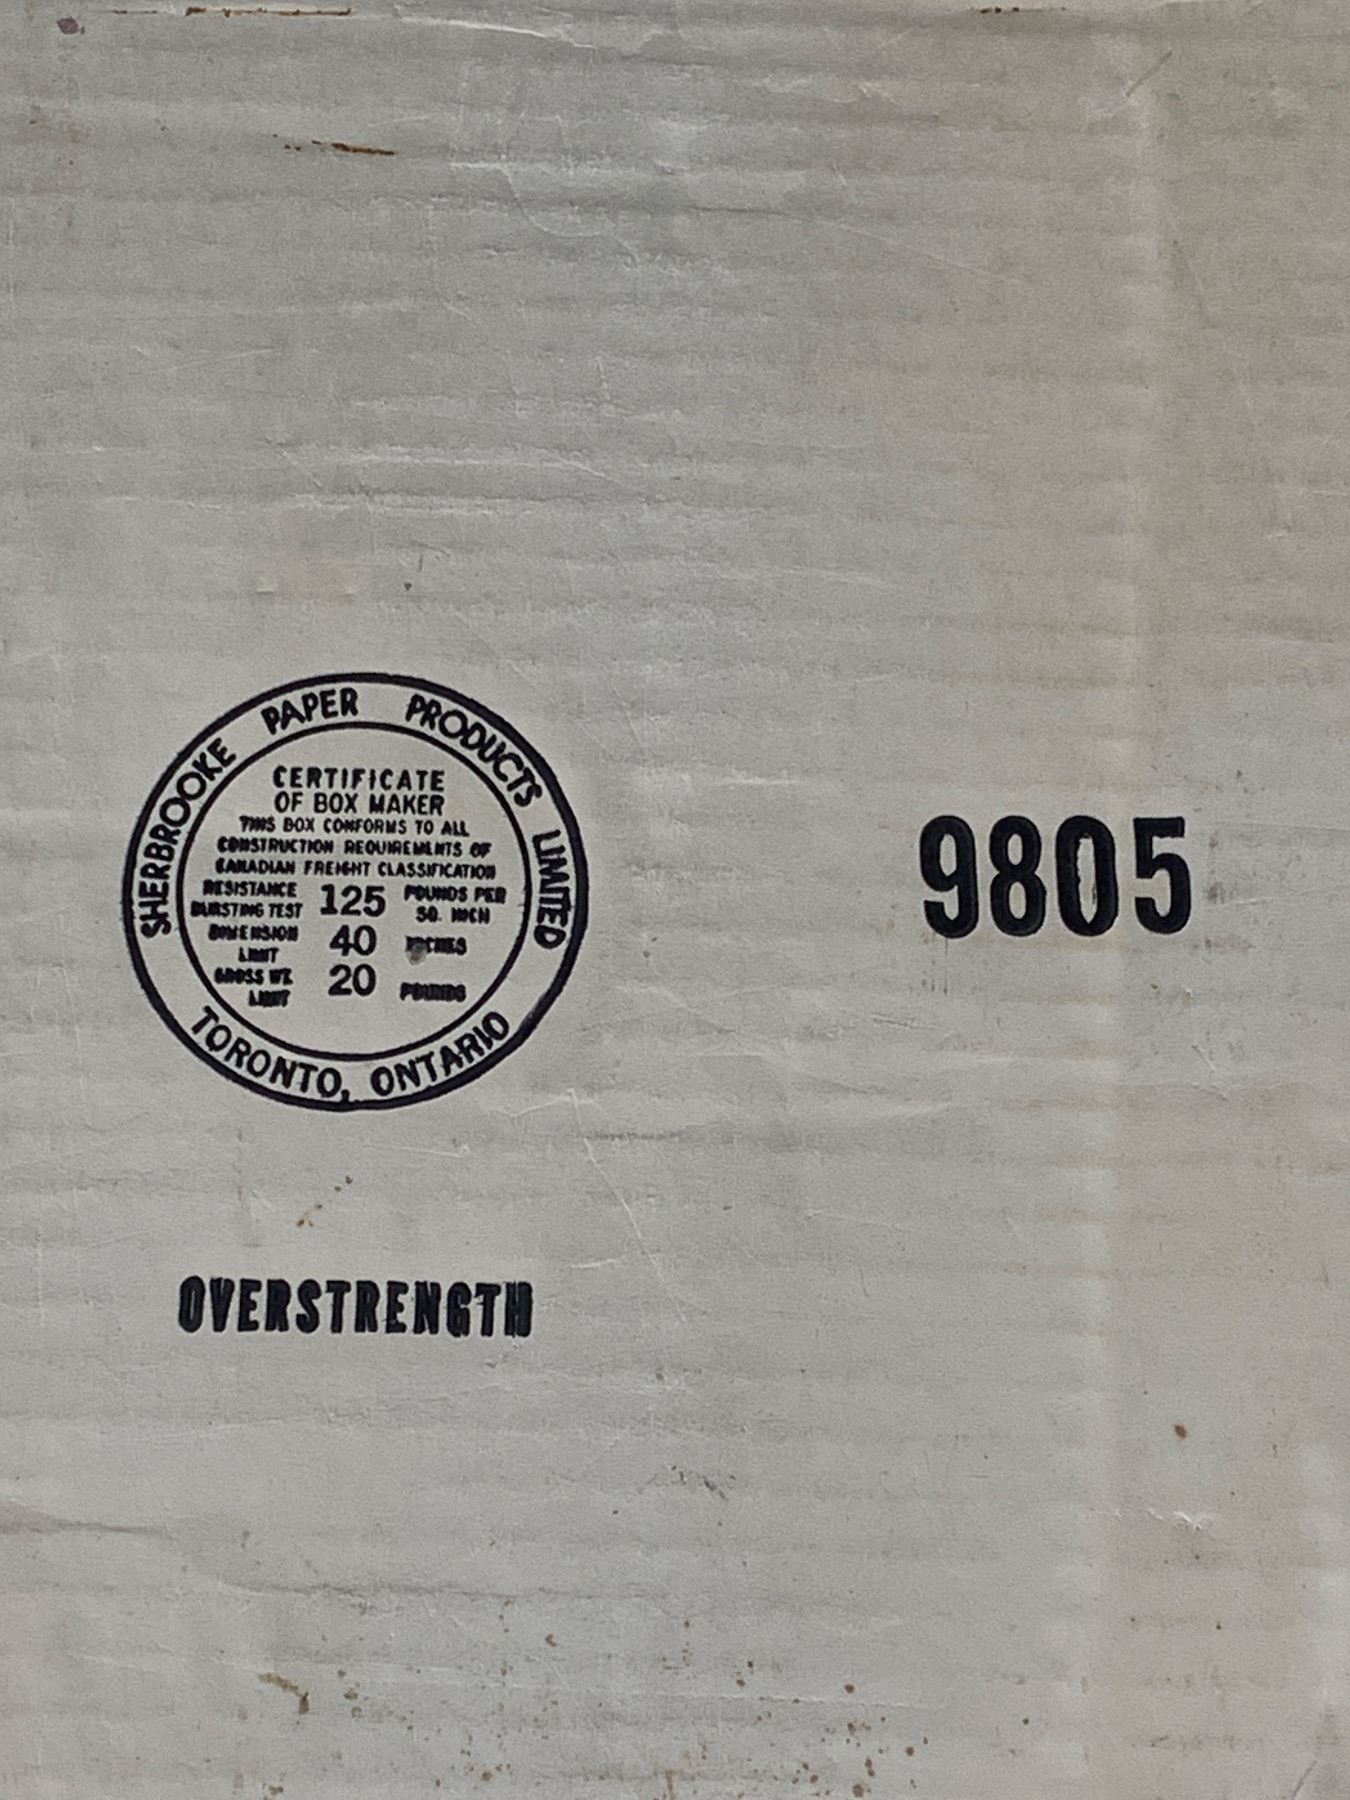 SHERBROOKE PAPER PRODUCTS LIMITED
CERTIFICATE
OF BOX MAKER
THIS BOX CONFORMS TO ALL
CONSTRUCTION REQUIREMENTS OF
CANADIAN FREIGHT CLASSIFICATION
RESISTANCE
BURSTING TEST 125 POUNDS PER
SQ. INCH
DIMENSION
LIMIT 40 INCHES
GROSS WT.
LIMIT 20 POUNDS
TORONTO, ONTARIO
9805
OVERSTRENGTH